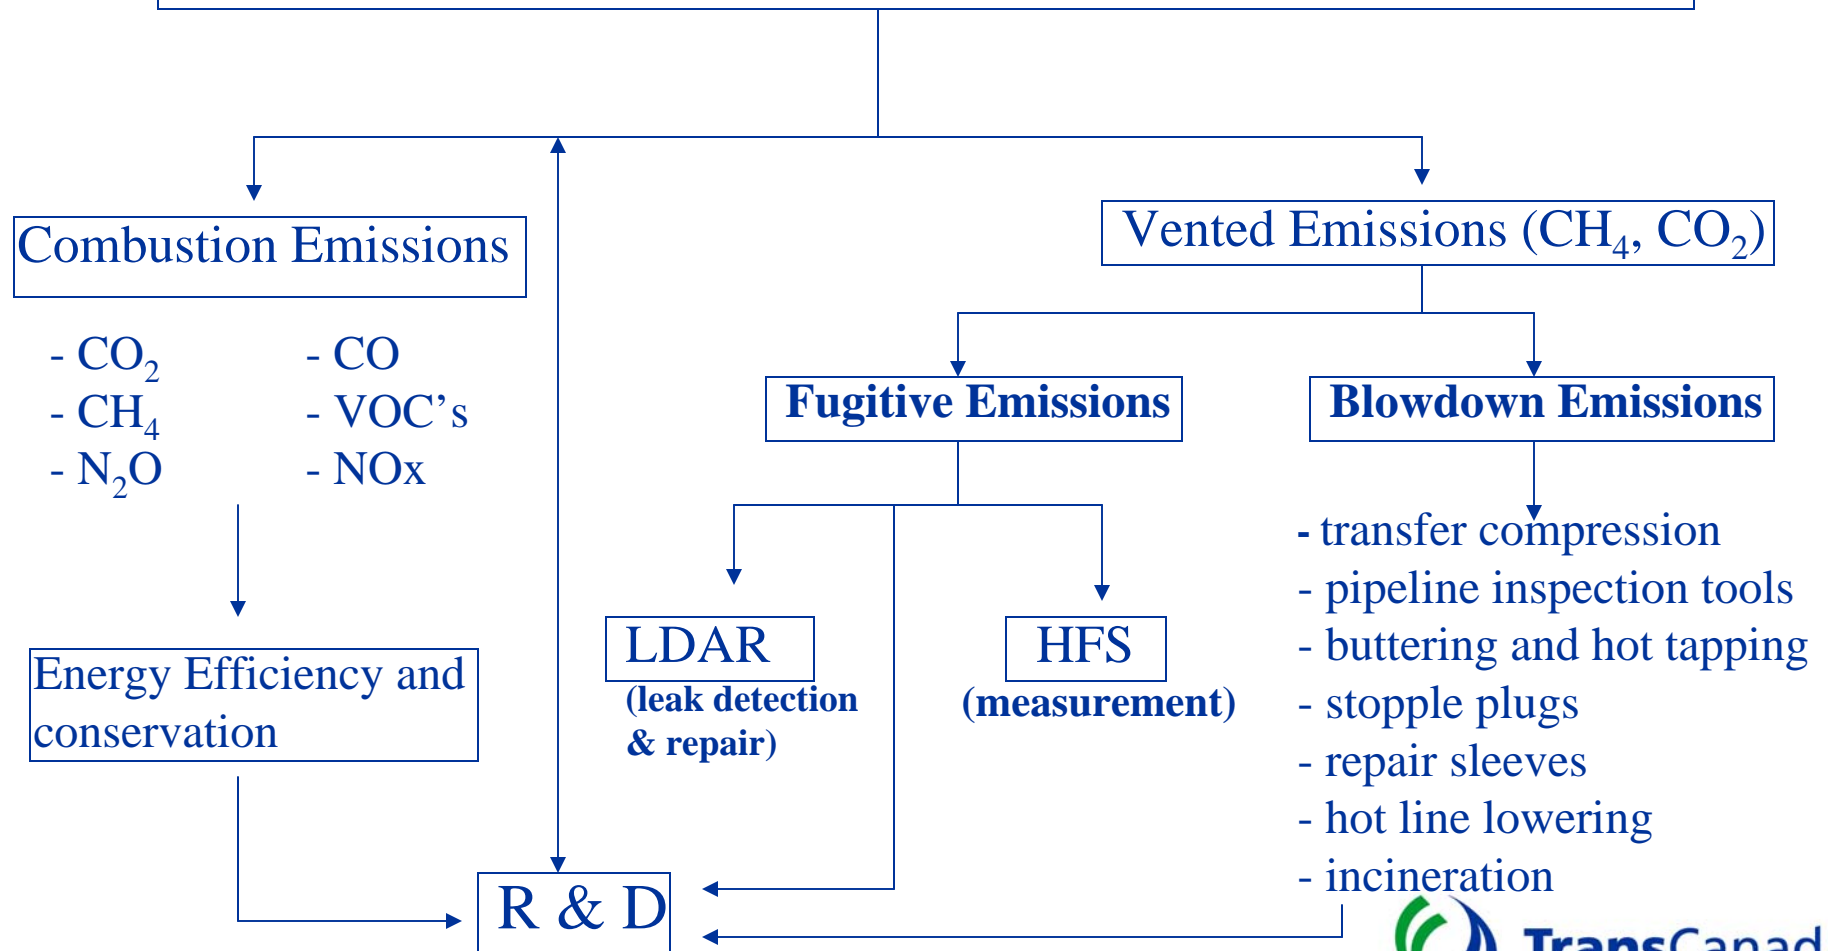 Combustion Emissions
- CO₂
- CH₄
- N₂O
- CO
- VOC’s
- NOx
Energy Efficiency and
conservation
R & D
Vented Emissions (CH₄, CO₂)
Fugitive Emissions
LDAR
(leak detection
& repair)
HFS
(measurement)
Blowdown Emissions
- transfer compression
- pipeline inspection tools
- buttering and hot tapping
- stopple plugs
- repair sleeves
- hot line lowering
- incineration
TransCanad